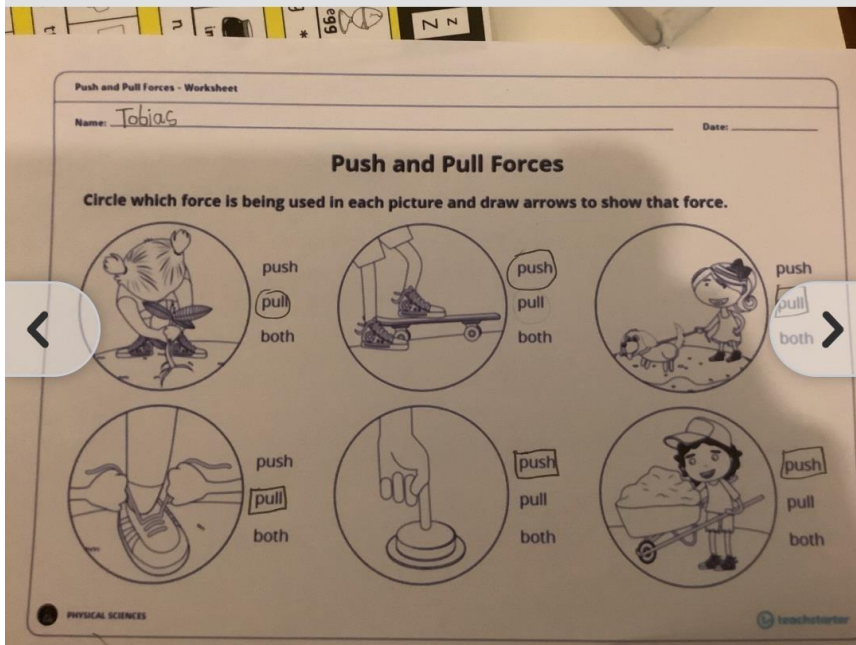 egg
n
in
*
Z
N
Push and Pull Forces - Worksheet
Name: Tobias
Date:
Push and Pull Forces
Circle which force is being used in each picture and draw arrows to show that force.
push
pull
both
push
pull
both
push
pull
both
push
pull
both
push
pull
both
push
pull
both
PHYSICAL SCIENCES
teachstarter